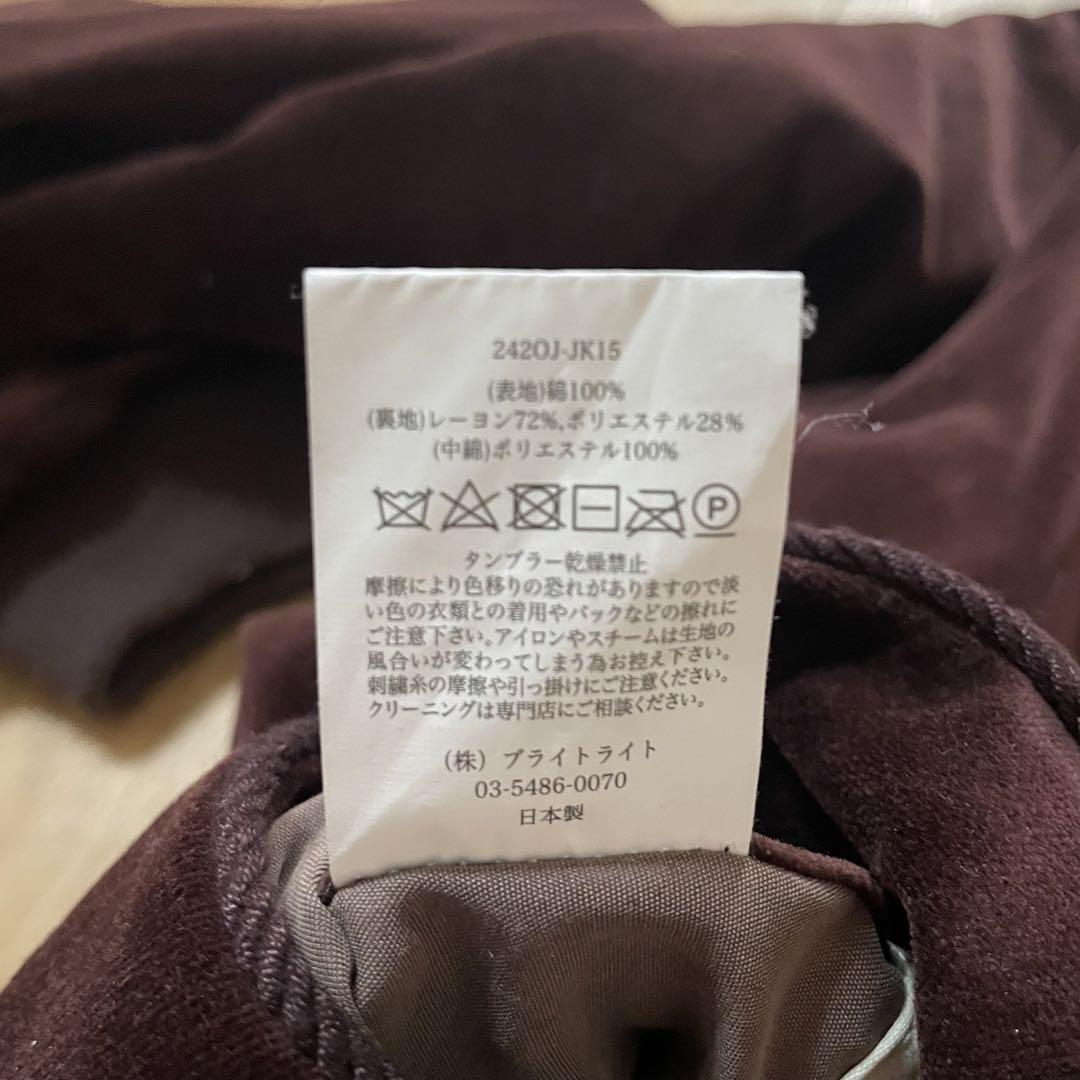 242OJ-JK15
(表地)綿100%
(裏地)レーヨン72%,ポリエステル28%
(中綿)ポリエステル100%
P
タンブラー乾燥禁止
摩擦により色移りの恐れがありますので淡
い色の衣類との着用やバックなどの擦れに
ご注意下さい。アイロンやスチームは生地の
風合いが変わってしまう為お控え下さい。
刺繍糸の摩擦や引っ掛けにご注意ください。
クリーニングは専門店にご相談ください。
(株) ブライトライト
03-5486-0070
日本製